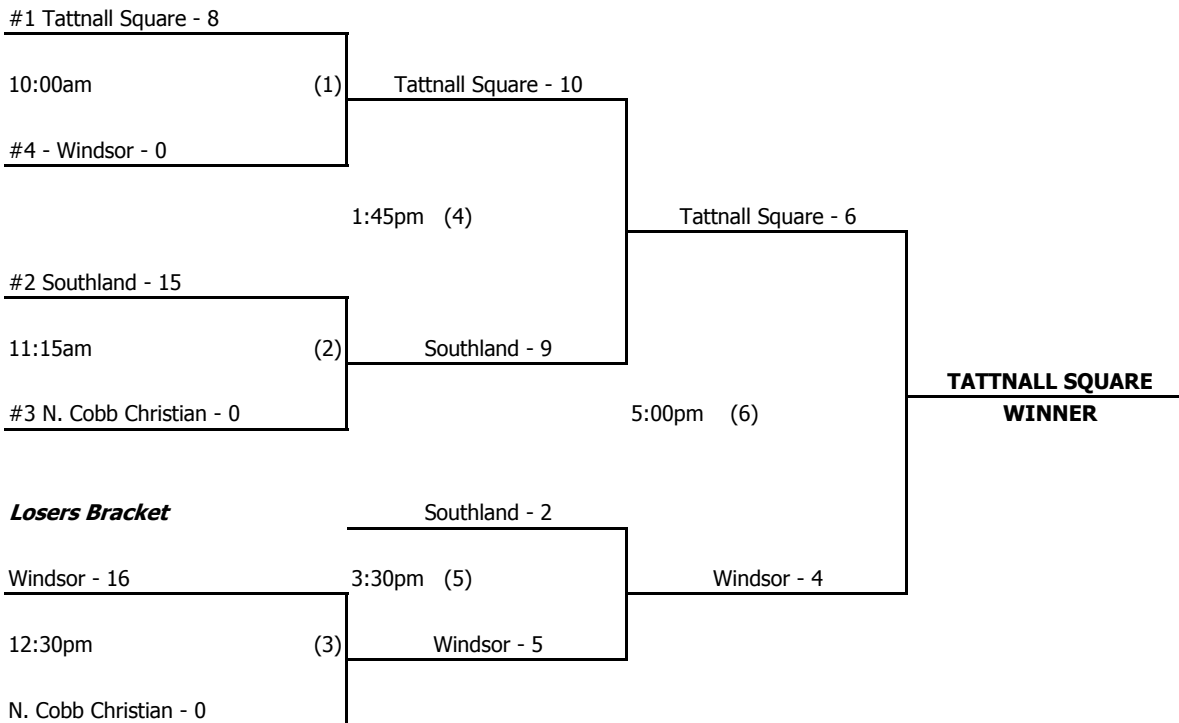 #1 Tattnall Square - 8
10:00am (1) Tattnall Square - 10
#4 - Windsor - 0
1:45pm (4) Tattnall Square - 6
#2 Southland - 15
11:15am (2) Southland - 9
TATTNALL SQUARE
#3 N. Cobb Christian - 0 5:00pm (6) WINNER
Losers Bracket Southland - 2
Windsor - 16 3:30pm (5) Windsor - 4
12:30pm (3) Windsor - 5
N. Cobb Christian - 0